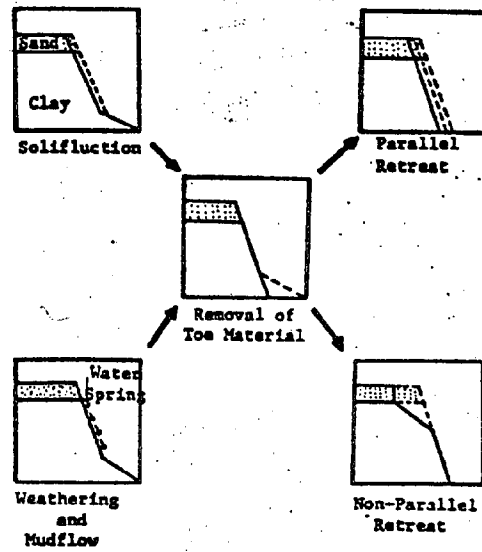 Sand
Clay
Solifluction
Parallel
Retreat
Removal of
Toe Material
Water
Spring
Weathering
and
Mudflow
Non-Parallel
Retreat